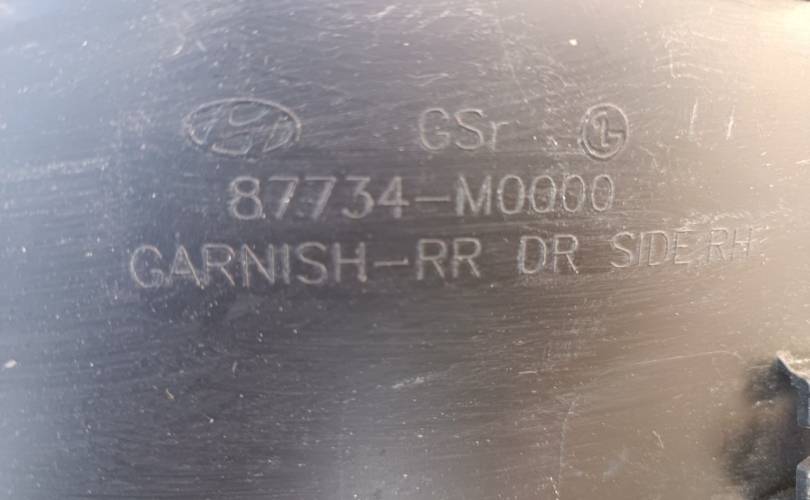 GSr
87734-M0000
GARNISH-RR DR SIDE RH